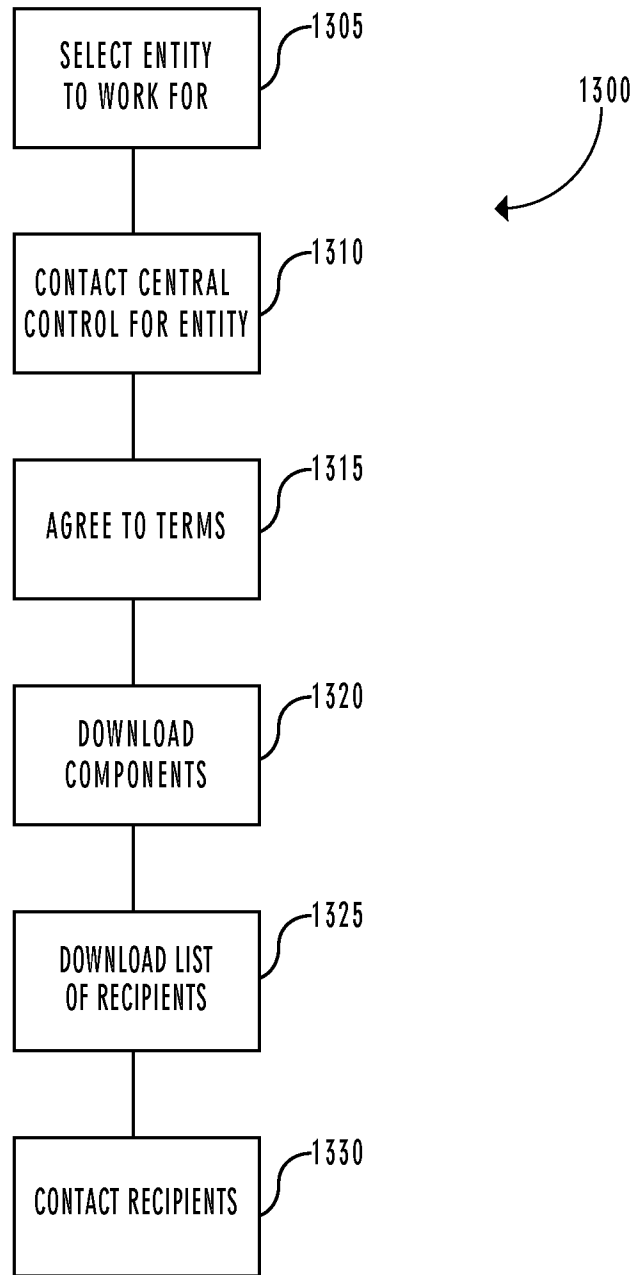 1305
SELECT ENTITY
TO WORK FOR
1300
1310
CONTACT CENTRAL
CONTROL FOR ENTITY
1315
AGREE TO TERMS
1320
DOWNLOAD
COMPONENTS
1325
DOWNLOAD LIST
OF RECIPIENTS
1330
CONTACT RECIPIENTS